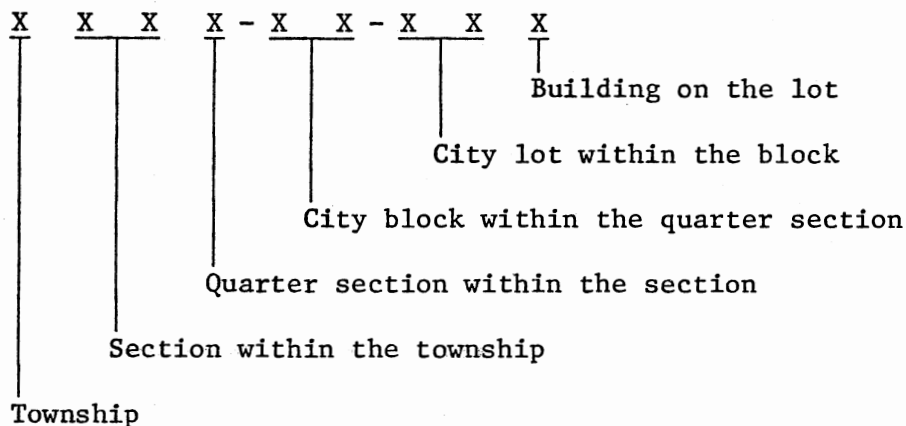 X X X X - X X - X X X
Building on the lot
City lot within the block
City block within the quarter section
Quarter section within the section
Section within the township
Township